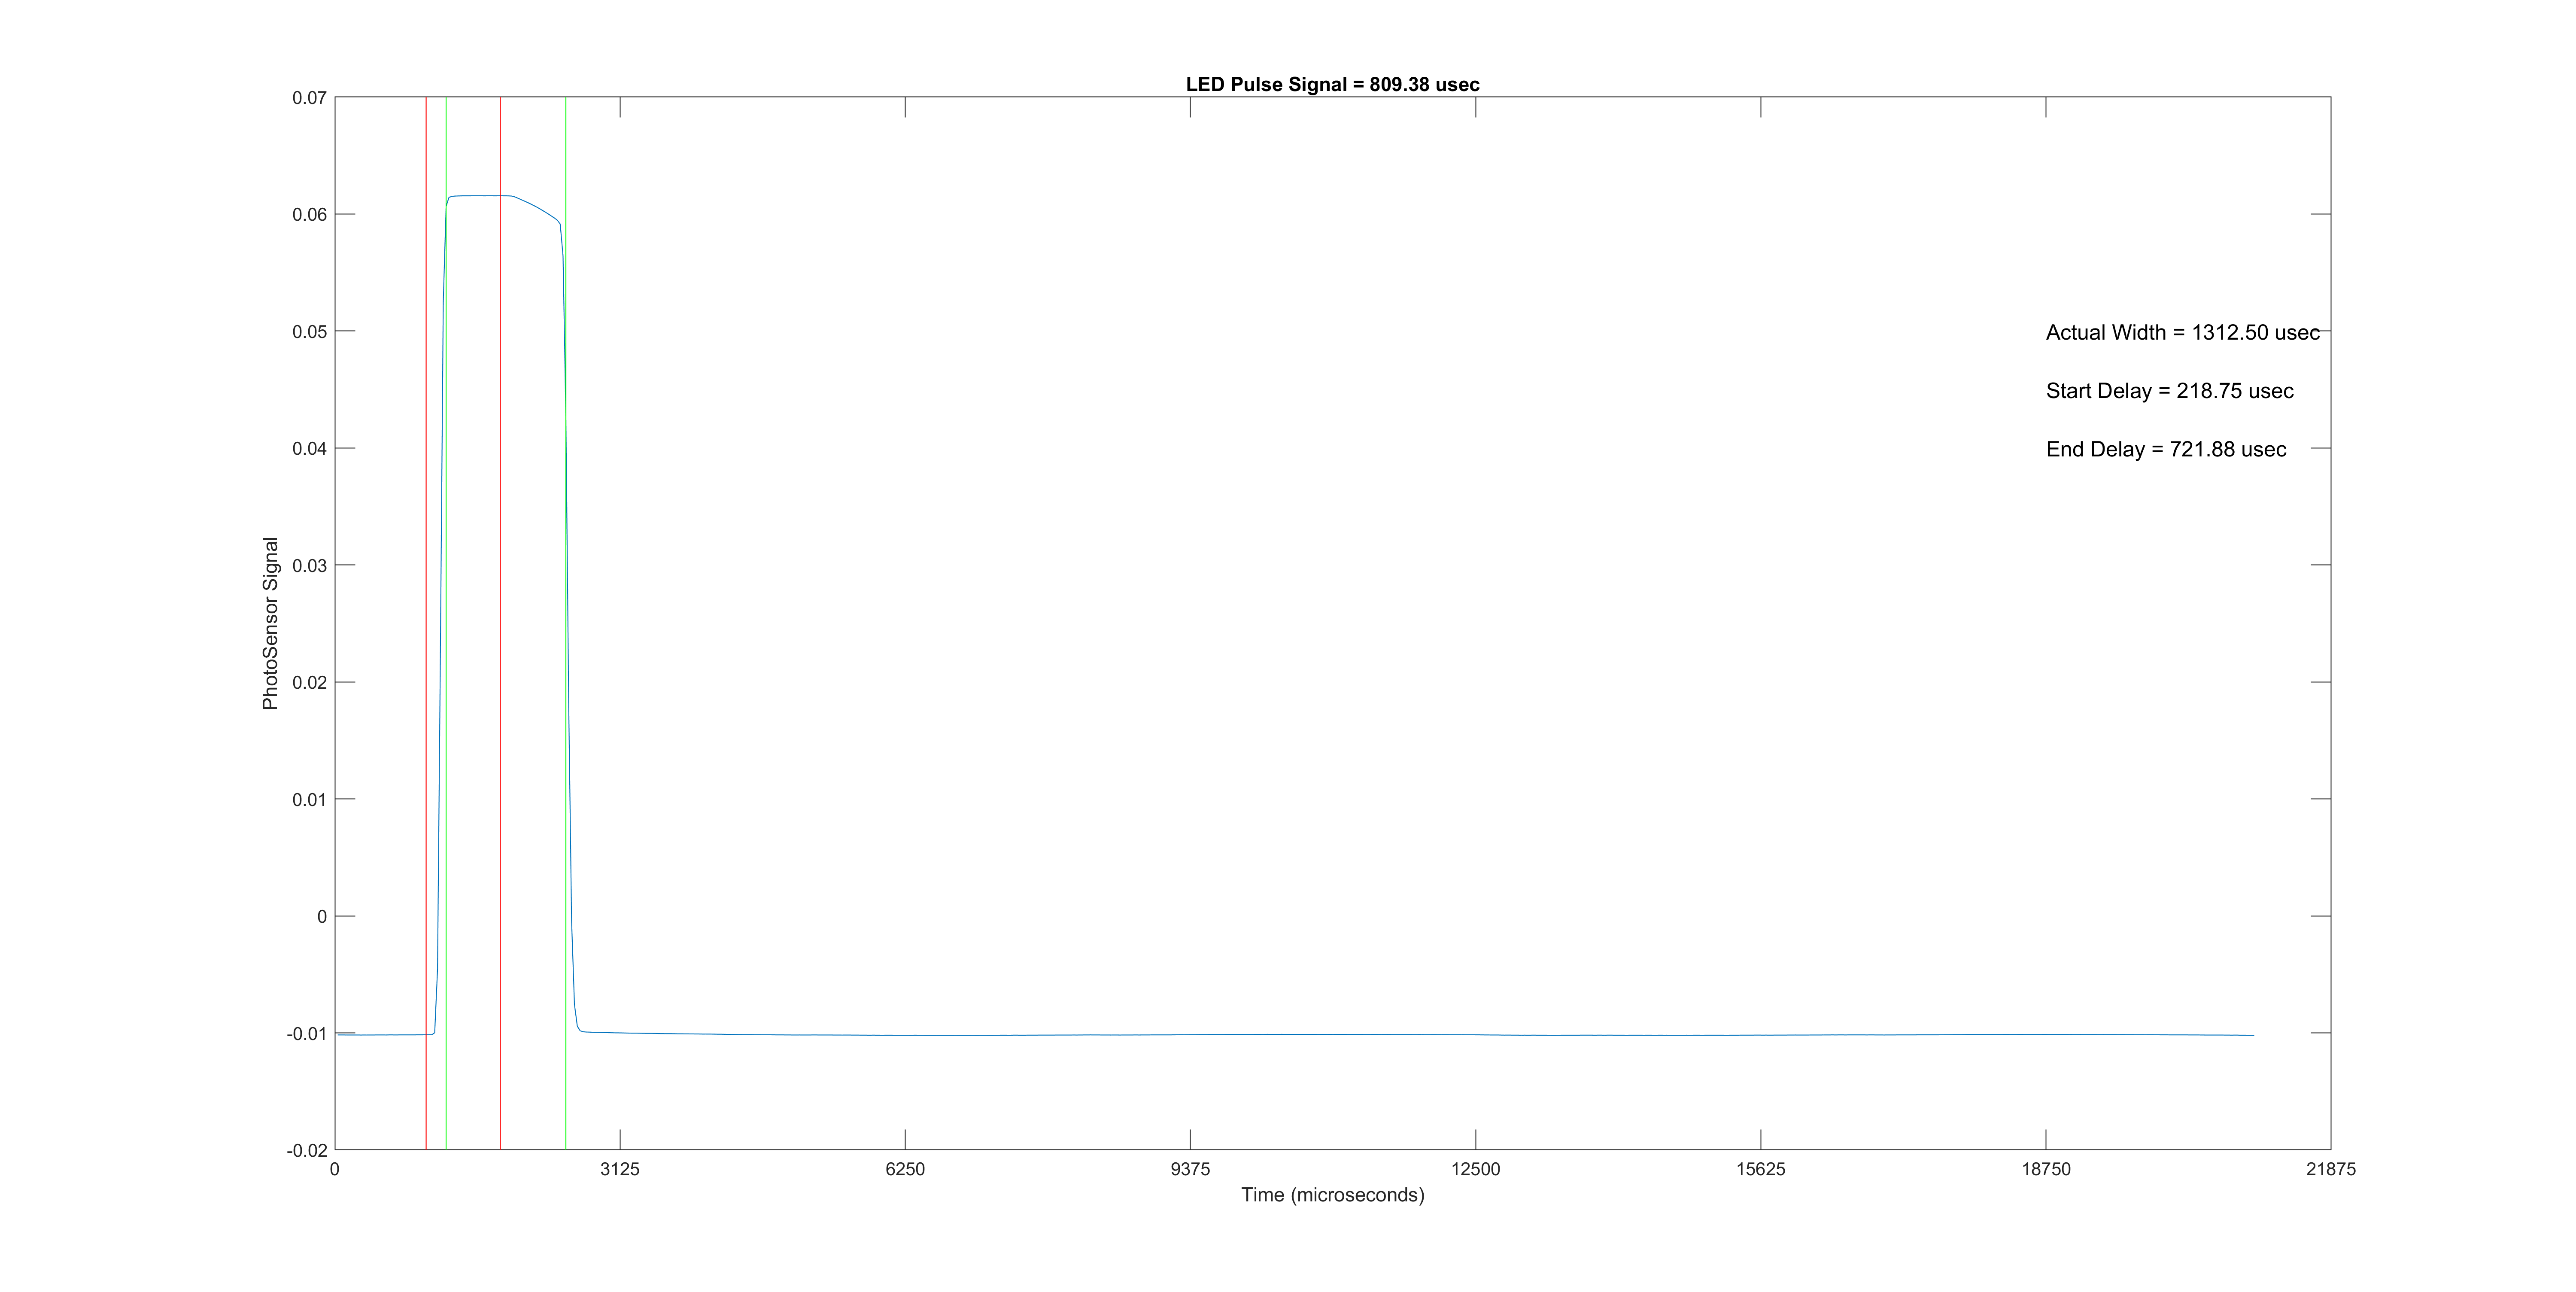 LED Pulse Signal = 809.38 usec
0.07
0.06
0.05
0.04
0.03
0.02
0.01
0
-0.01
-0.02
PhotoSensor Signal
Actual Width = 1312.50 usec
Start Delay = 218.75 usec
End Delay = 721.88 usec
0 3125 6250 9375 12500 15625 18750 21875
Time (microseconds)